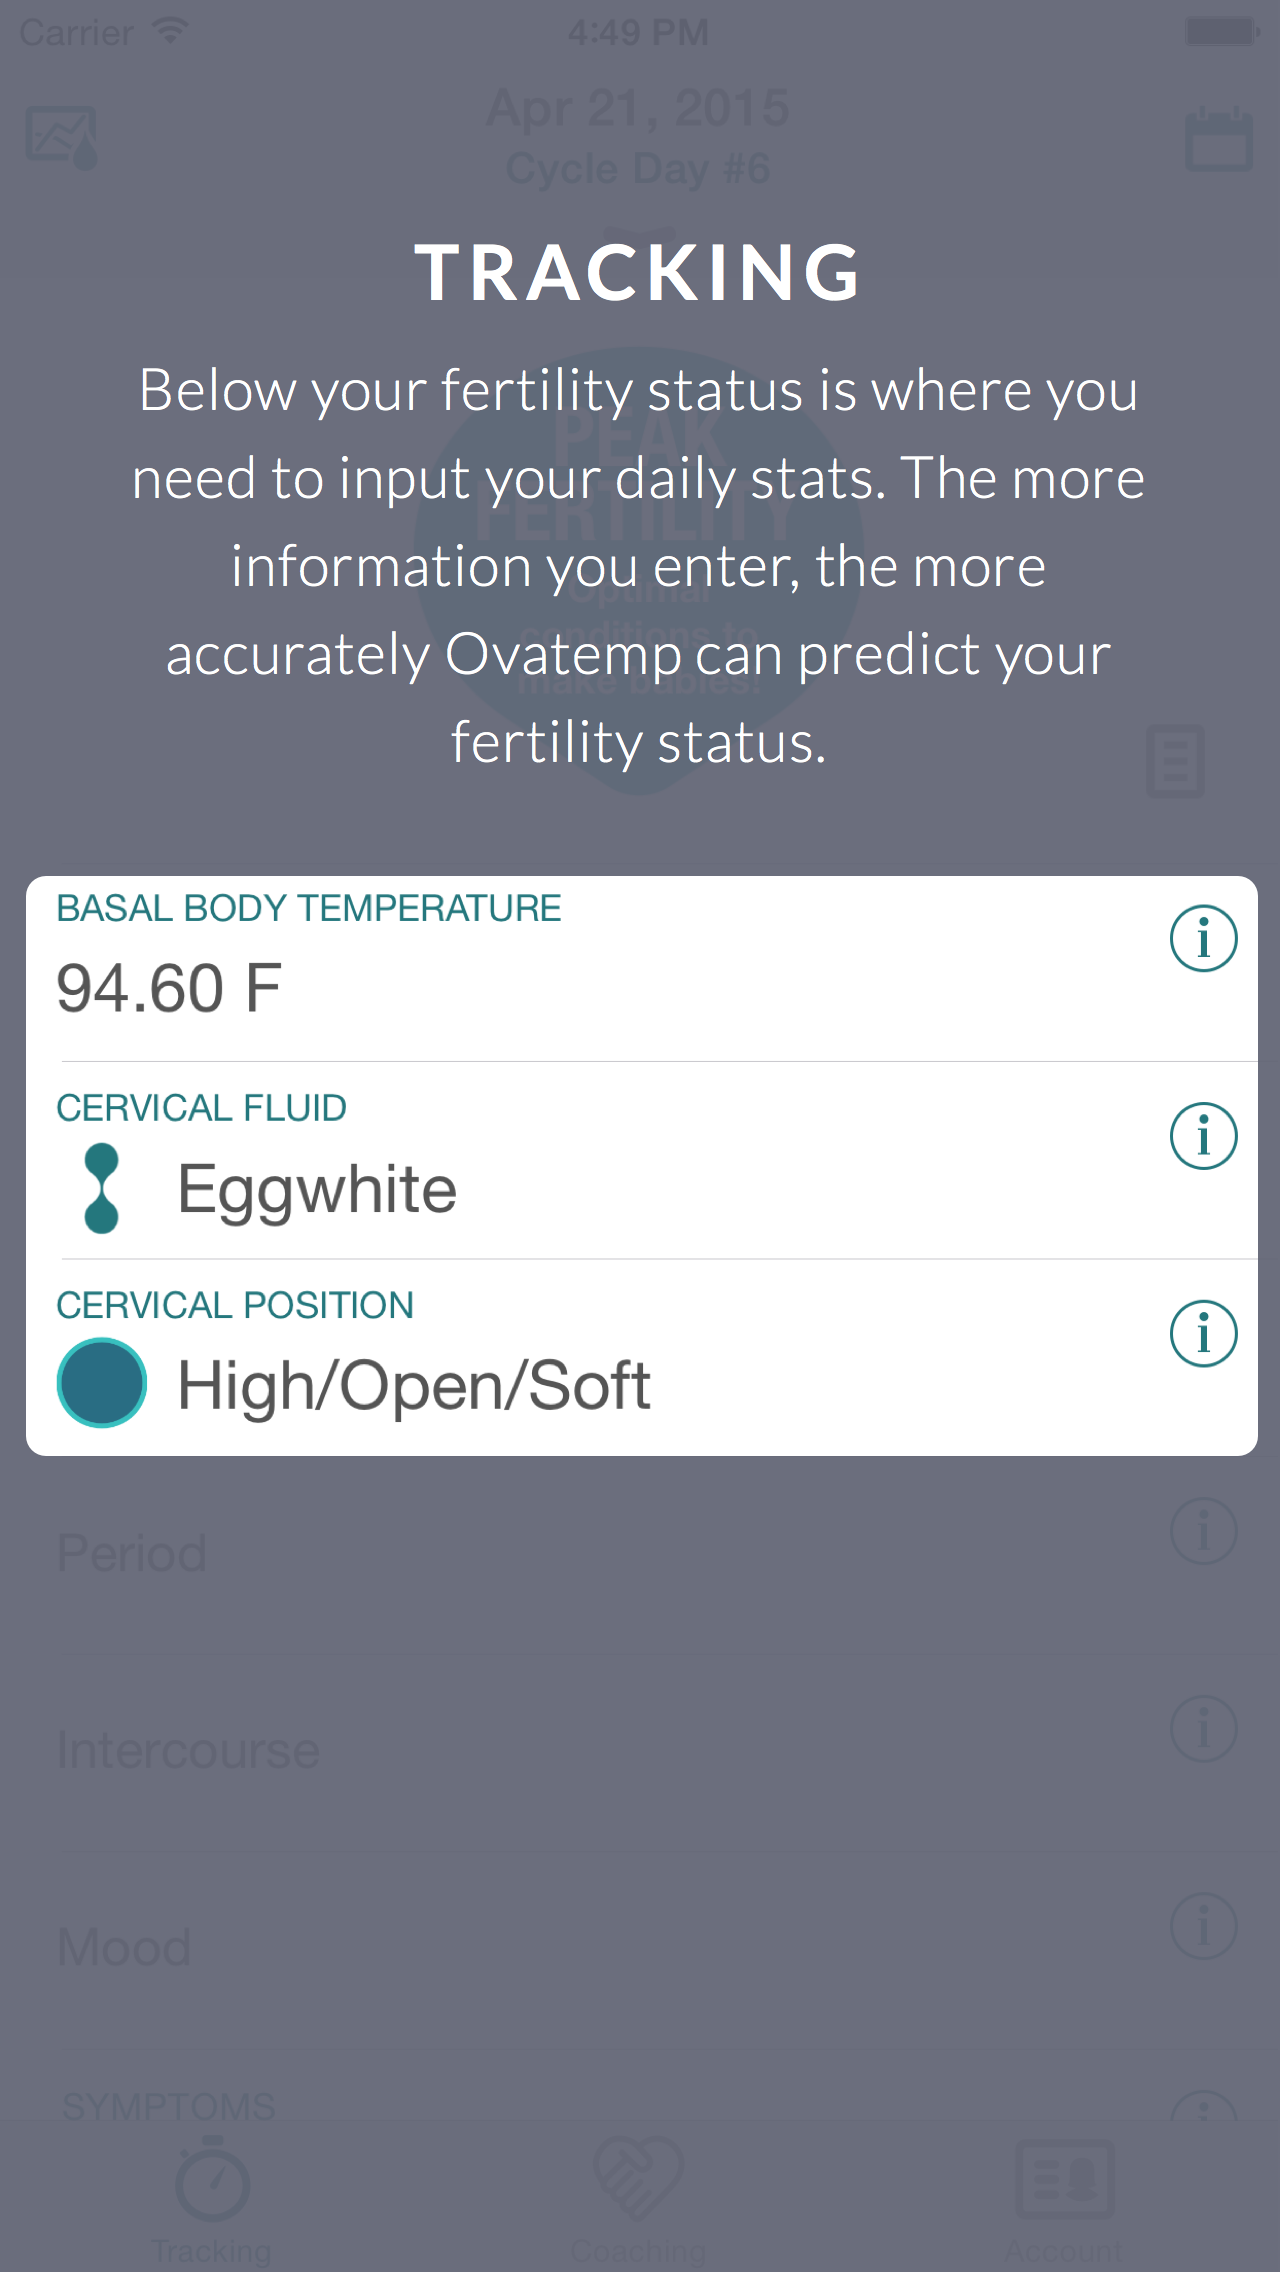 Carrier 4:49 PM
Apr 21, 2015
Cycle Day #6
TRACKING
Below your fertility status is where you
need to input your daily stats. The more
information you enter, the more
accurately Ovatemp can predict your
fertility status.
PEAK
FERTILITY
Optimal
conditions to
make babies!
BASAL BODY TEMPERATURE
i
94.60 F
CERVICAL FLUID
i
Eggwhite
CERVICAL POSITION
i
High/Open/Soft
Period
i
Intercourse
i
Mood
i
SYMPTOMS
i
Tracking Coaching Account